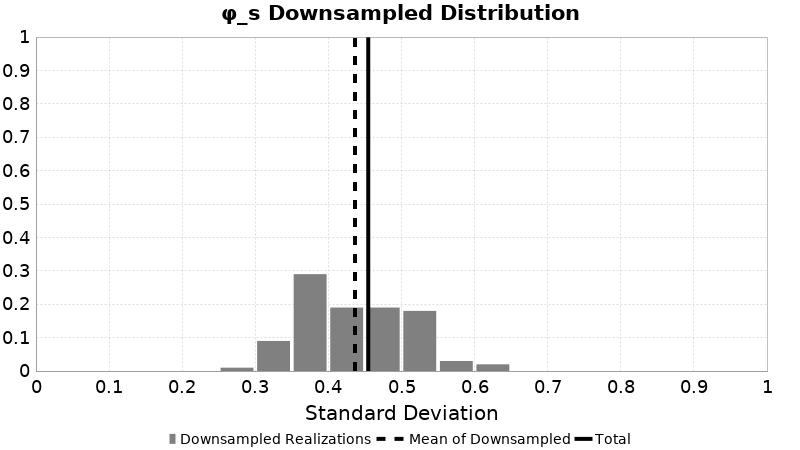 φ_s Downsampled Distribution
1
0.9
0.8
0.7
0.6
0.5
0.4
0.3
0.2
0.1
0
0 0.1 0.2 0.3 0.4 0.5 0.6 0.7 0.8 0.9 1
Standard Deviation
Downsampled Realizations Mean of Downsampled Total